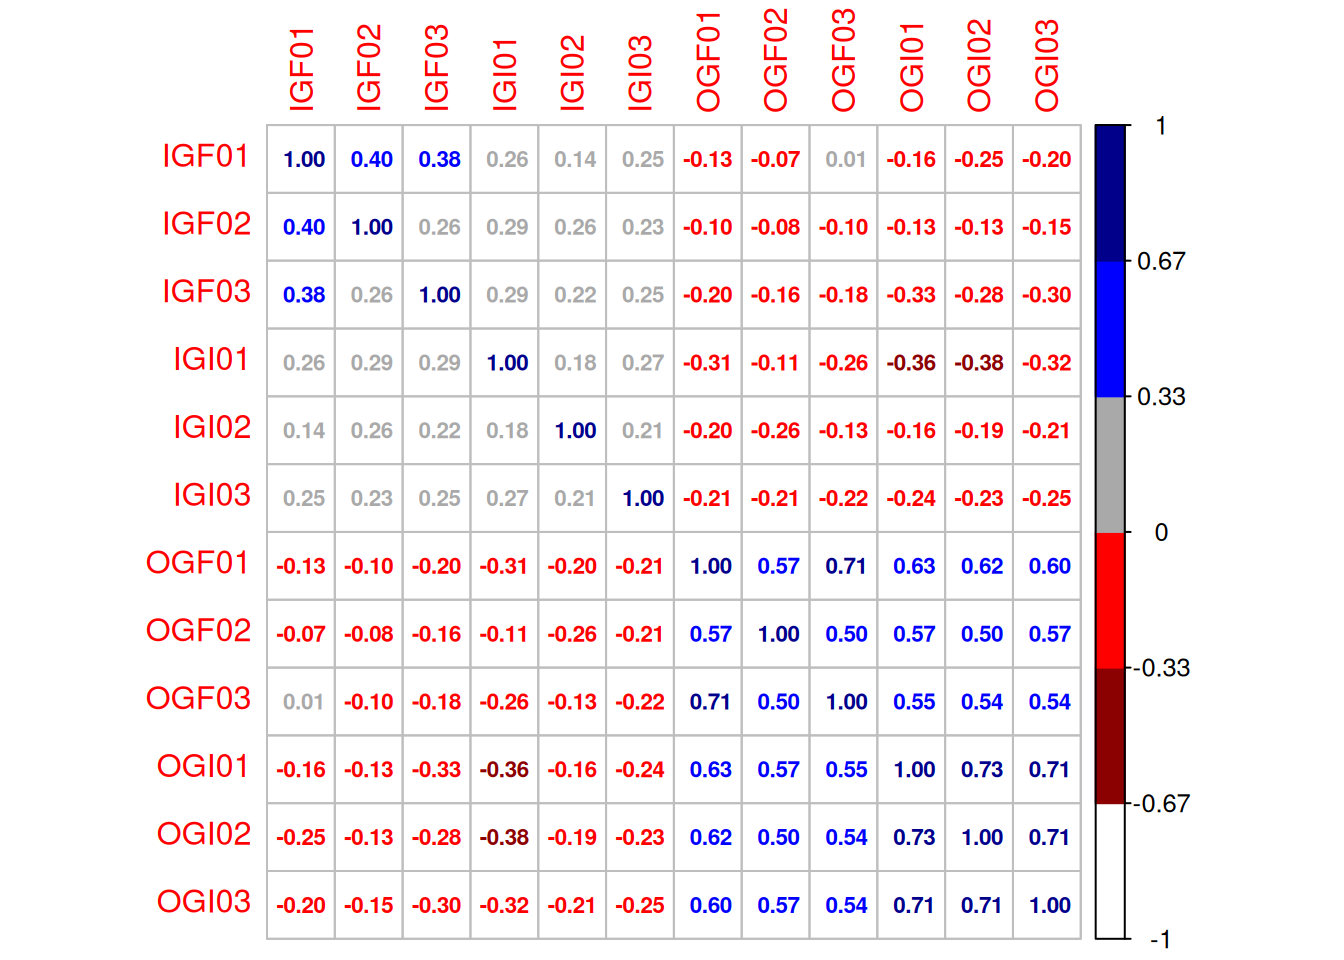 IGF01 IGF02 IGF03 IGI01 IGI02 IGI03 OGF01 OGF02 OGF03 OGI01 OGI02 OGI03
IGF01 1.00 0.40 0.38 0.26 0.14 0.25 -0.13 -0.07 0.01 -0.16 -0.25 -0.20
IGF02 0.40 1.00 0.26 0.29 0.26 0.23 -0.10 -0.08 -0.10 -0.13 -0.13 -0.15
IGF03 0.38 0.26 1.00 0.29 0.22 0.25 -0.20 -0.16 -0.18 -0.33 -0.28 -0.30
IGI01 0.26 0.29 0.29 1.00 0.18 0.27 -0.31 -0.11 -0.26 -0.36 -0.38 -0.32
IGI02 0.14 0.26 0.22 0.18 1.00 0.21 -0.20 -0.26 -0.13 -0.16 -0.19 -0.21
IGI03 0.25 0.23 0.25 0.27 0.21 1.00 -0.21 -0.21 -0.22 -0.24 -0.23 -0.25
OGF01 -0.13 -0.10 -0.20 -0.31 -0.20 -0.21 1.00 0.57 0.71 0.63 0.62 0.60
OGF02 -0.07 -0.08 -0.16 -0.11 -0.26 -0.21 0.57 1.00 0.50 0.57 0.50 0.57
OGF03 0.01 -0.10 -0.18 -0.26 -0.13 -0.22 0.71 0.50 1.00 0.55 0.54 0.54
OGI01 -0.16 -0.13 -0.33 -0.36 -0.16 -0.24 0.63 0.57 0.55 1.00 0.73 0.71
OGI02 -0.25 -0.13 -0.28 -0.38 -0.19 -0.23 0.62 0.50 0.54 0.73 1.00 0.71
OGI03 -0.20 -0.15 -0.30 -0.32 -0.21 -0.25 0.60 0.57 0.54 0.71 0.71 1.00
1
0.67
0.33
0
-0.33
-0.67
-1